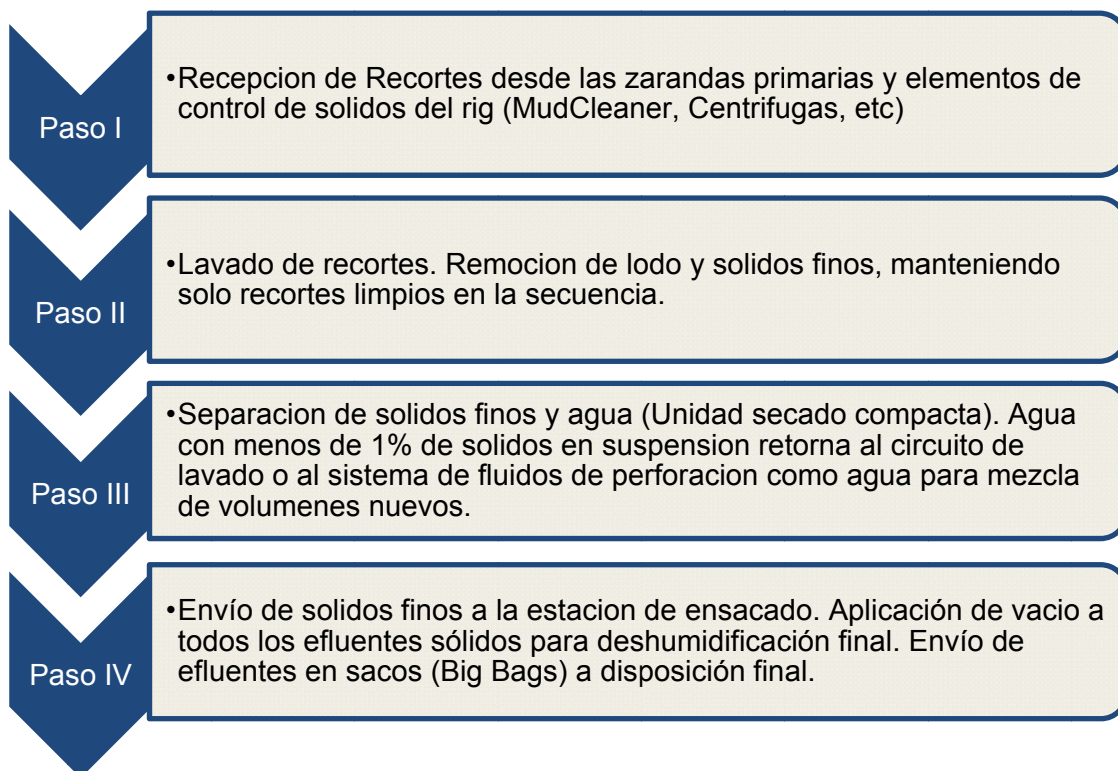 Paso I
•Recepcion de Recortes desde las zarandas primarias y elementos de
control de solidos del rig (MudCleaner, Centrifugas, etc)
Paso II
•Lavado de recortes. Remocion de lodo y solidos finos, manteniendo
solo recortes limpios en la secuencia.
Paso III
•Separacion de solidos finos y agua (Unidad secado compacta). Agua
con menos de 1% de solidos en suspension retorna al circuito de
lavado o al sistema de fluidos de perforacion como agua para mezcla
de volumenes nuevos.
Paso IV
•Envío de solidos finos a la estacion de ensacado. Aplicación de vacio a
todos los efluentes sólidos para deshumidificación final. Envío de
efluentes en sacos (Big Bags) a disposición final.